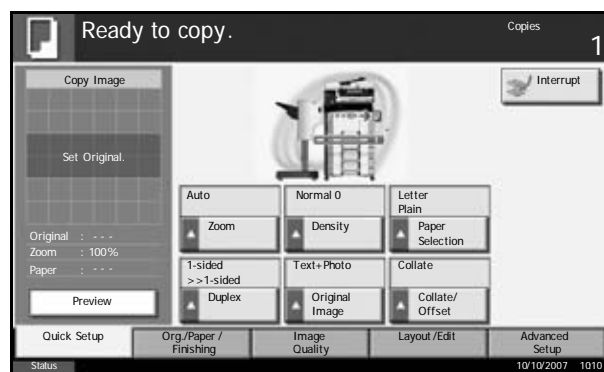 Ready to copy.
Copies
1
Copy Image
Interrupt
Set Original.
Auto
Normal 0
Letter
Plain
Zoom
Density
Paper
Selection
Original : - - -
Zoom : 100%
Paper : - - -
1-sided
>>1-sided
Text+Photo
Collate
Duplex
Original
Image
Collate/
Offset
Preview
Quick Setup
Org./Paper /
Finishing
Image
Quality
Layout /Edit
Advanced
Setup
Status
10/10/2007 1010